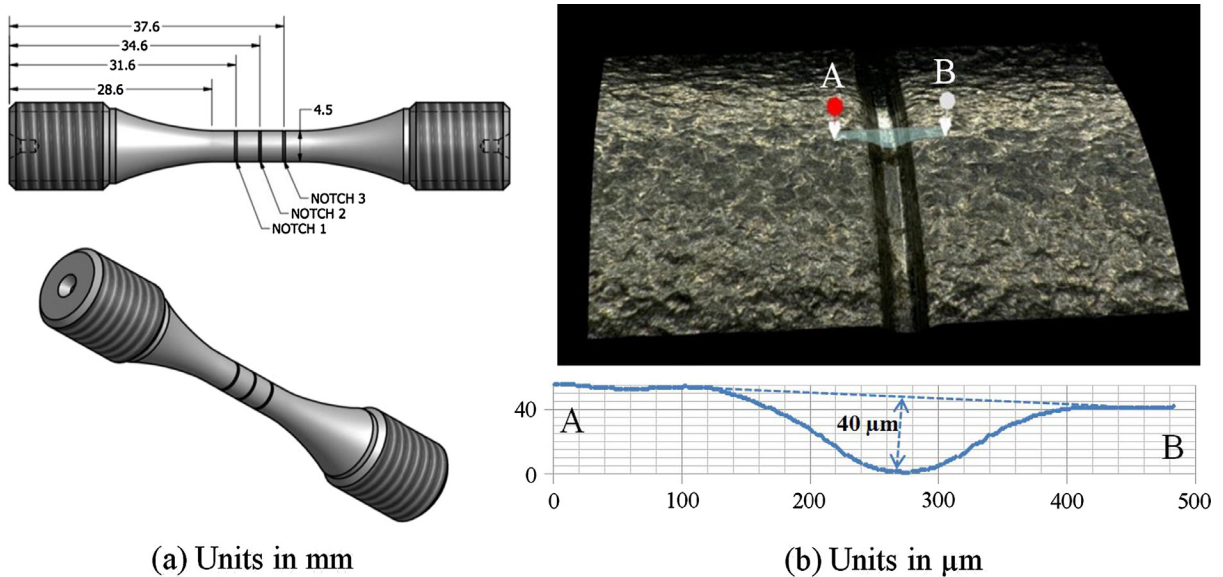 37.6
34.6
31.6
28.6
4.5
NOTCH 3
NOTCH 2
NOTCH 1
(a) Units in mm
A
B
40
40 µm
A
B
0
0
100
200
300
400
500
(b) Units in µm